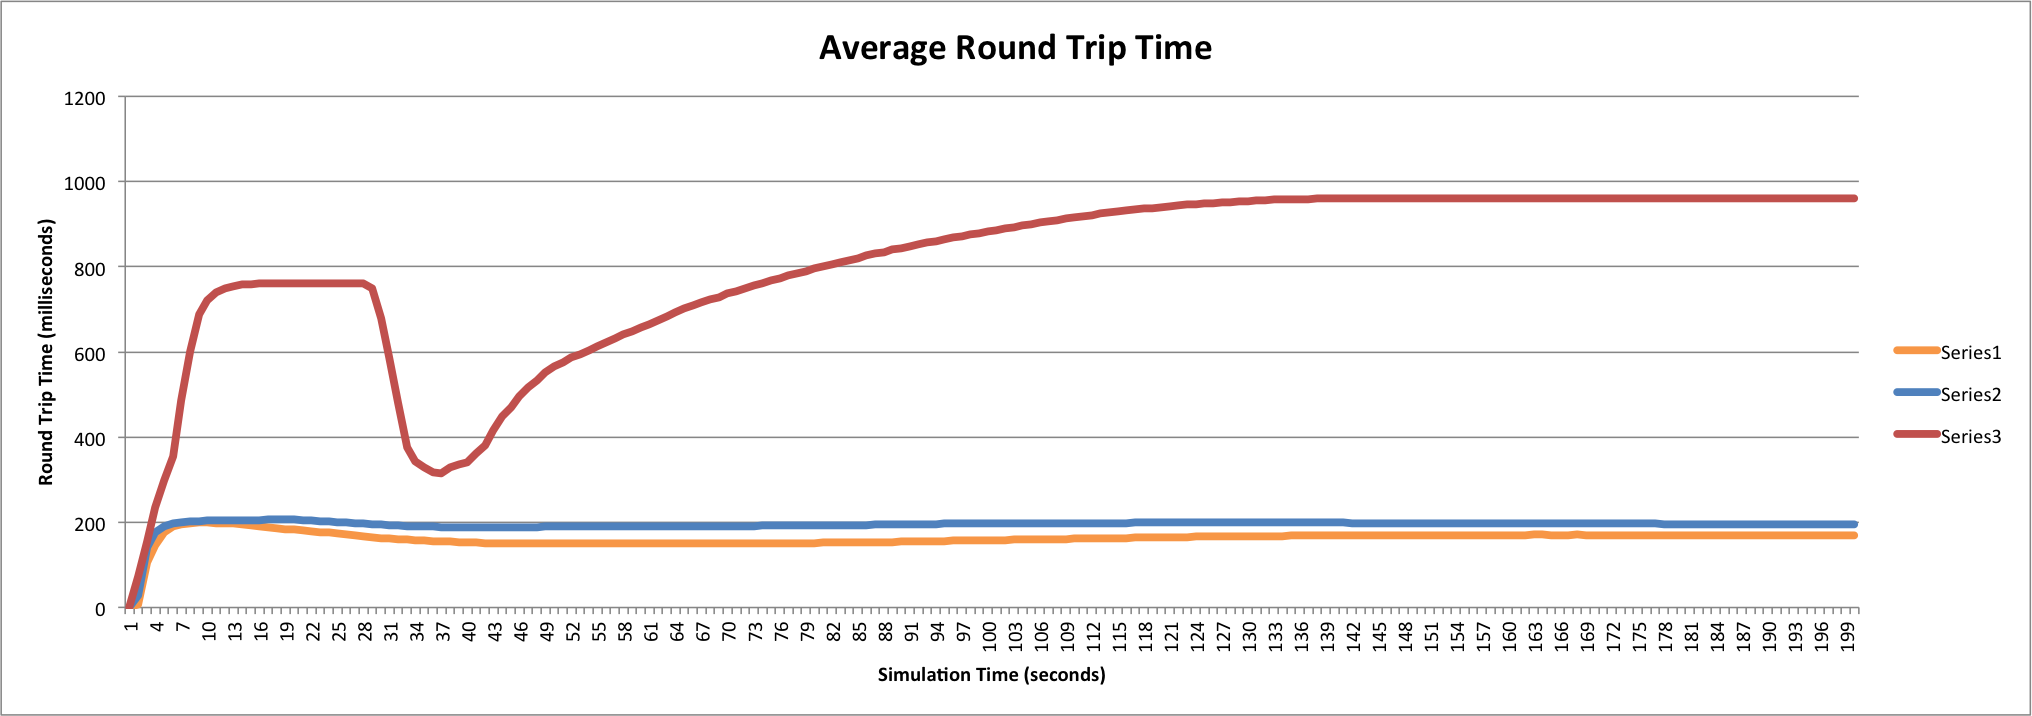 Average Round Trip Time
1200
1000
800
600
400
200
0
Round Trip Time (milliseconds)
1 4 7 10 13 16 19 22 25 28 31 34 37 40 43 46 49 52 55 58 61 64 67 70 73 76 79 82 85 88 91 94 97 100 103 106 109 112 115 118 121 124 127 130 133 136 139 142 145 148 151 154 157 160 163 166 169 172 175 178 181 184 187 190 193 196 199
Simulation Time (seconds)
Series1
Series2
Series3